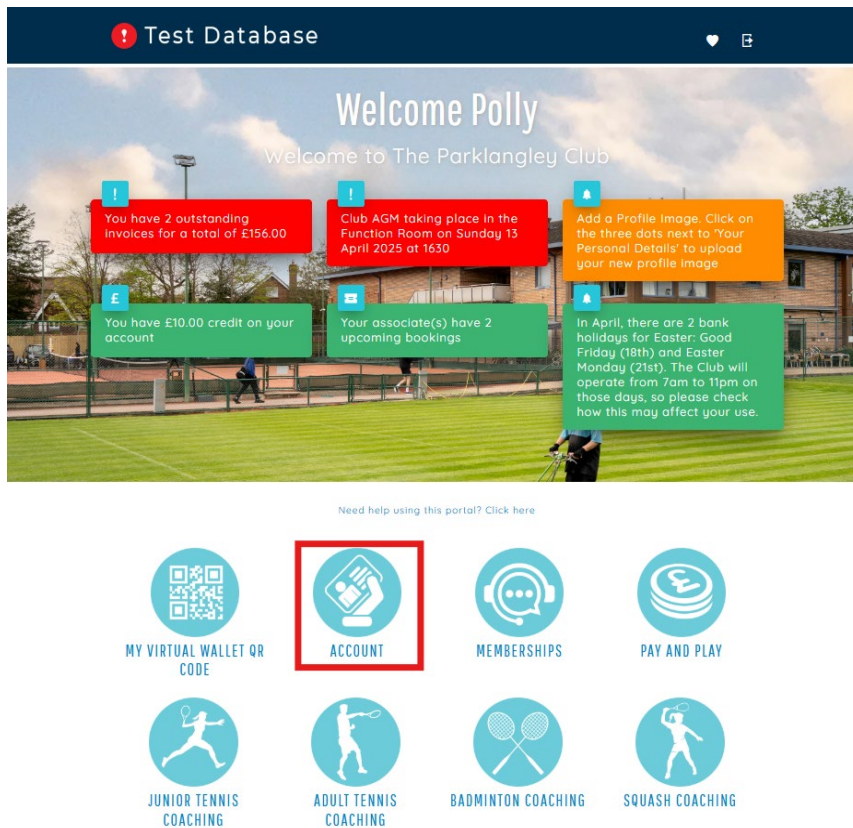 Test Database
Welcome Polly
Welcome to The Parklangley Club
You have 2 outstanding
invoices for a total of £156.00
Club AGM taking place in the
Function Room on Sunday 13
April 2025 at 1630
Add a Profile Image. Click on
the three dots next to 'Your
Personal Details' to upload
your new profile image
You have £10.00 credit on your
account
Your associate(s) have 2
upcoming bookings
In April, there are 2 bank
holidays for Easter: Good
Friday (18th) and Easter
Monday (21st). The Club will
operate from 7am to 11pm on
those days, so please check
how this may affect your use.
Need help using this portal? Click here
MY VIRTUAL WALLET QR
CODE
ACCOUNT
MEMBERSHIPS
PAY AND PLAY
JUNIOR TENNIS
COACHING
ADULT TENNIS
COACHING
BADMINTON COACHING
SQUASH COACHING